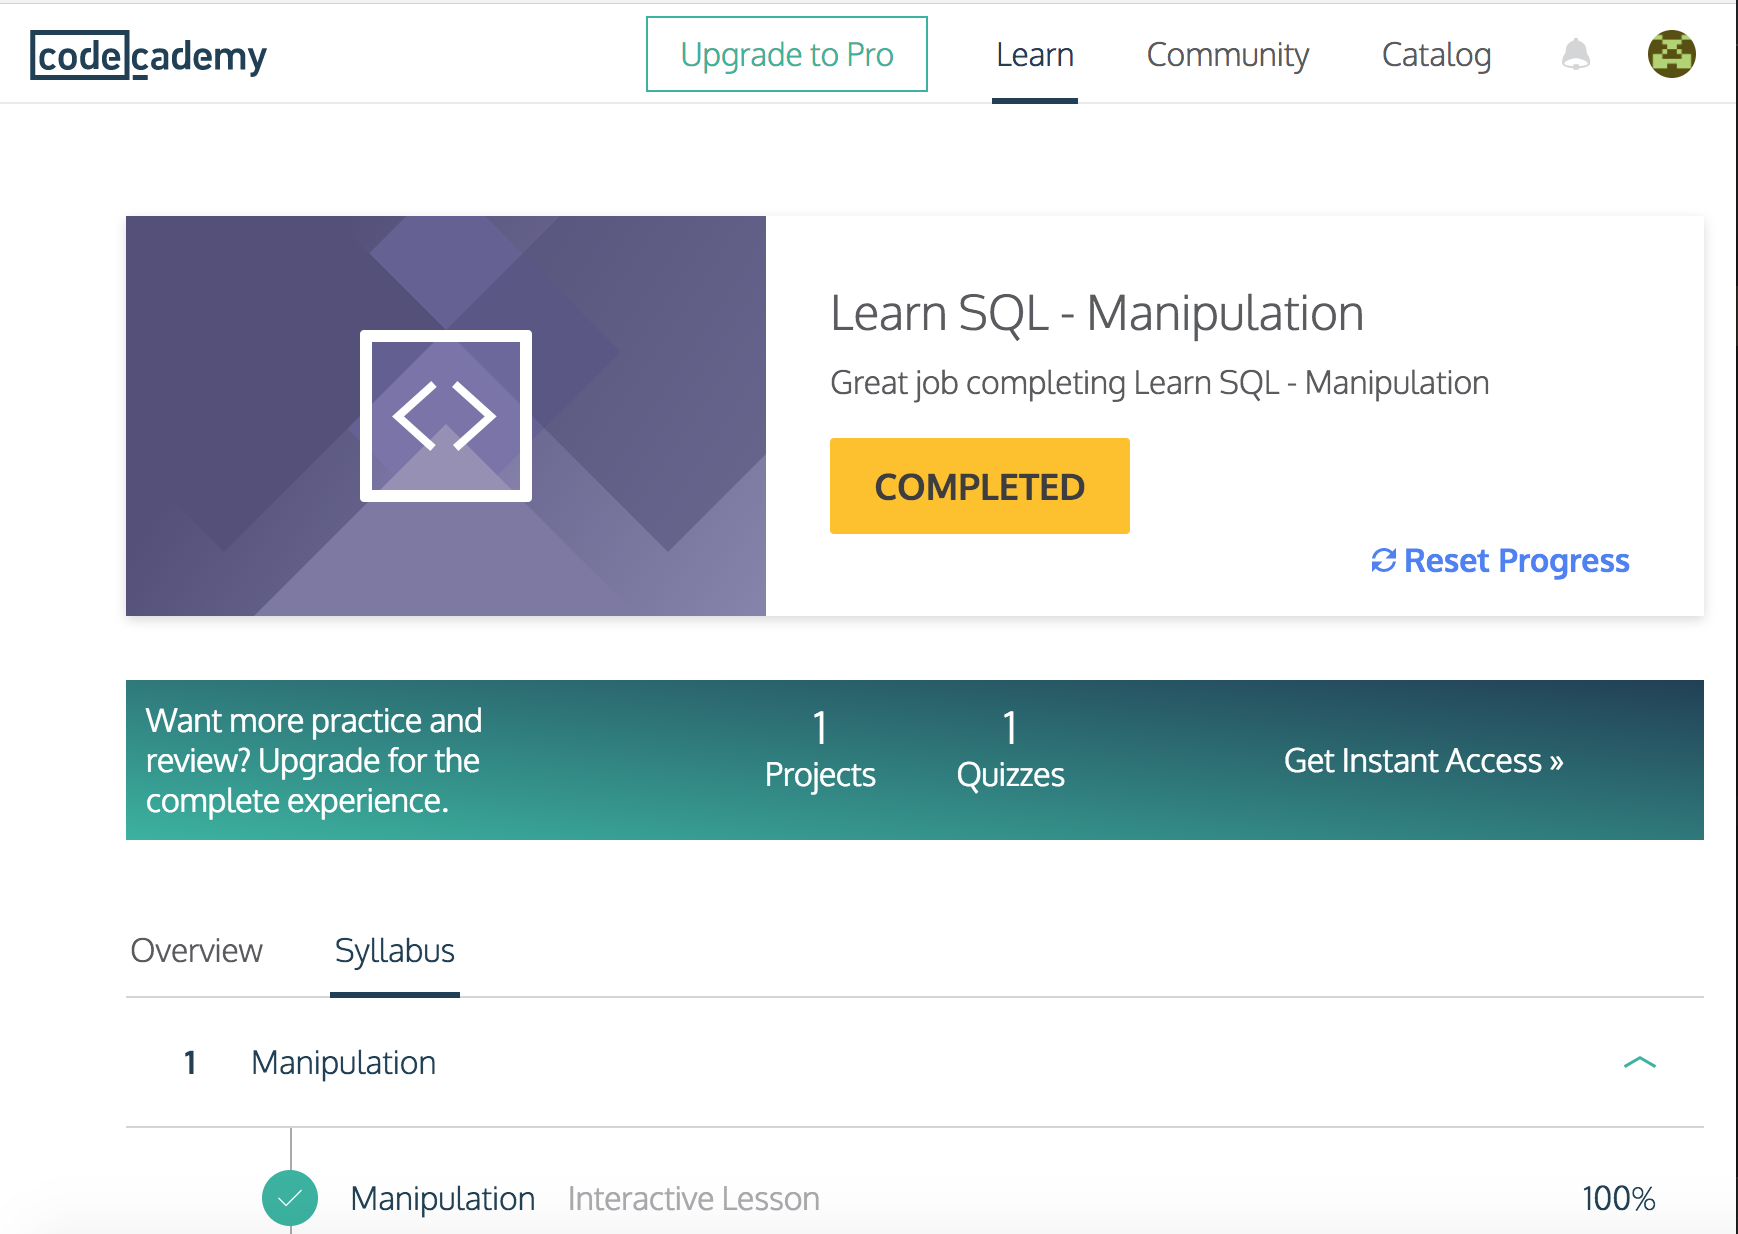 codecademy
Upgrade to Pro
Learn
Community
Catalog
Learn SQL - Manipulation
Great job completing Learn SQL - Manipulation
COMPLETED
Reset Progress
Want more practice and
review? Upgrade for the
complete experience.
1
Projects
1
Quizzes
Get Instant Access »
Overview
Syllabus
1 Manipulation
Manipulation Interactive Lesson 100%